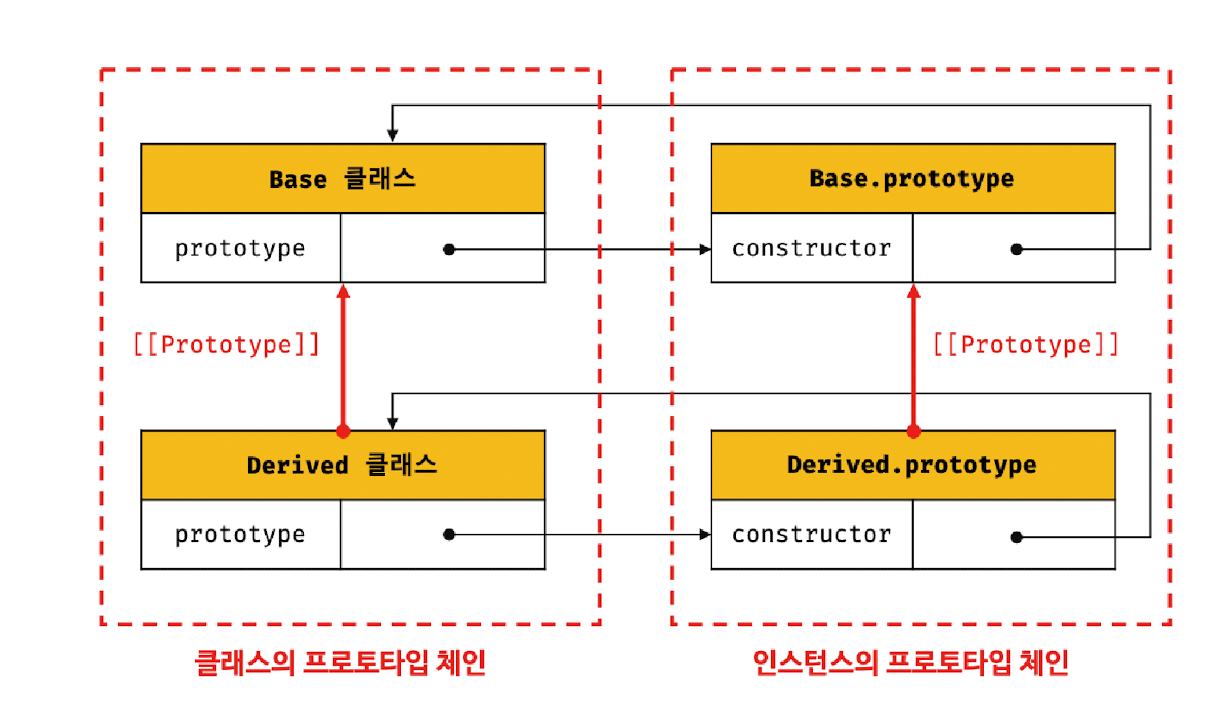 Base 클래스
Base.prototype
prototype
constructor
[[Prototype]]
[[Prototype]]
Derived 클래스
Derived.prototype
prototype
constructor
클래스의 프로토타입 체인
인스턴스의 프로토타입 체인